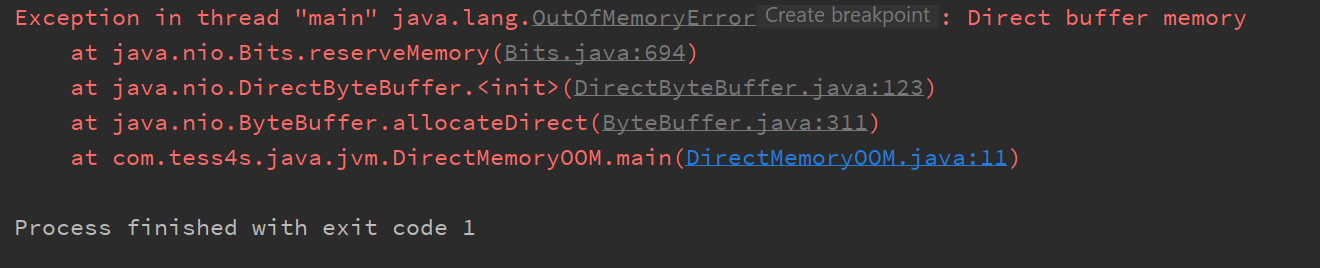 Exception in thread "main" java.lang.OutOfMemoryError Create breakpoint : Direct buffer memory
at java.nio.Bits.reserveMemory(Bits.java:694)
at java.nio.DirectByteBuffer.<init>(DirectByteBuffer.java:123)
at java.nio.ByteBuffer.allocateDirect(ByteBuffer.java:311)
at com.tess4s.java.jvm.DirectMemoryOOM.main(DirectMemoryOOM.java:11)
Process finished with exit code 1